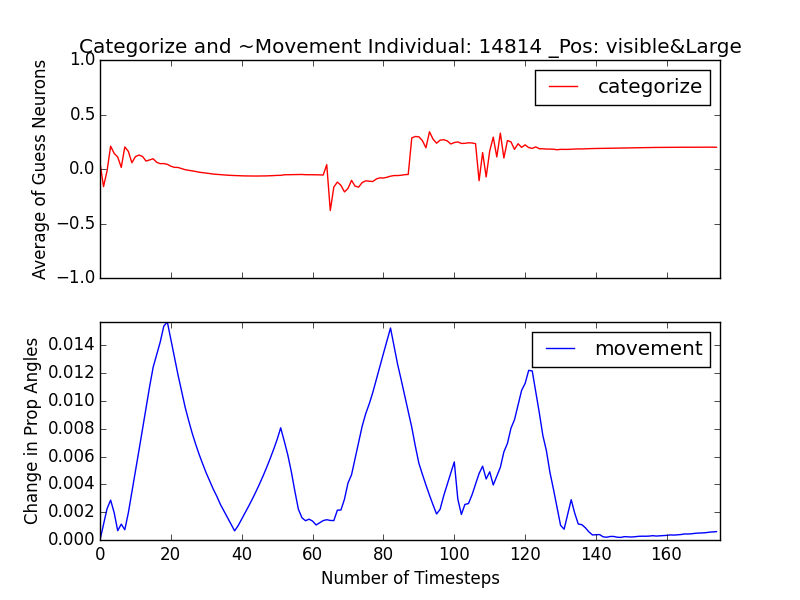 Categorize and ~Movement Individual: 14814 _Pos: visible&Large
1.0
0.5
0.0
−0.5
−1.0
Average of Guess Neurons
categorize
0.014
0.012
0.010
0.008
0.006
0.004
0.002
0.000
Change in Prop Angles
movement
0 20 40 60 80 100 120 140 160
Number of Timesteps